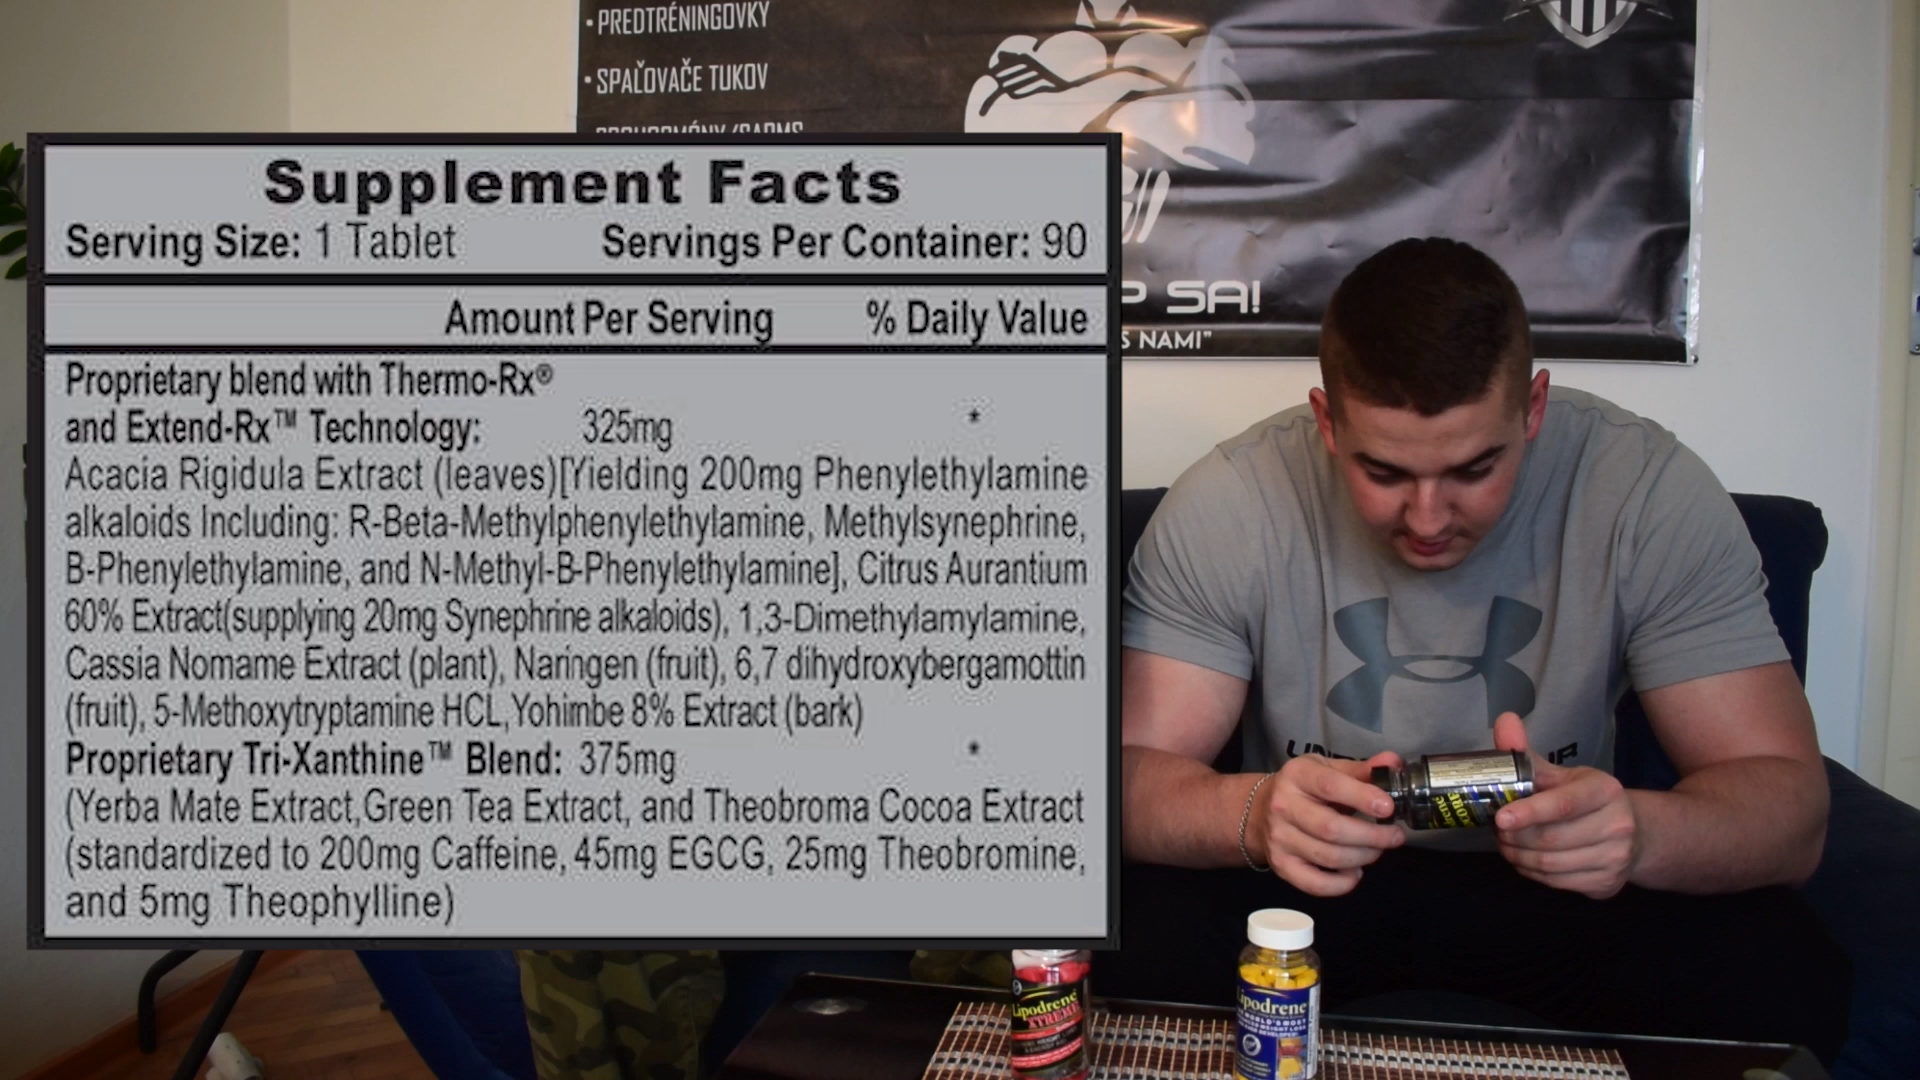 • PREDTRÉNINGOVKY
• SPAĽOVAČE TUKOV
Supplement Facts
Serving Size: 1 Tablet Servings Per Container: 90
Amount Per Serving % Daily Value
Proprietary blend with Thermo-Rx®
and Extend-Rx™ Technology: 325mg *
Acacia Rigidula Extract (leaves)[Yielding 200mg Phenylethylamine
alkaloids Including: R-Beta-Methylphenylethylamine, Methylsynephrine,
B-Phenylethylamine, and N-Methyl-B-Phenylethylamine], Citrus Aurantium
60% Extract(supplying 20mg Synephrine alkaloids), 1,3-Dimethylamylamine,
Cassia Nomame Extract (plant), Naringen (fruit), 6,7 dihydroxybergamottin
(fruit), 5-Methoxytryptamine HCL,Yohimbe 8% Extract (bark)
Proprietary Tri-Xanthine™ Blend: 375mg *
(Yerba Mate Extract,Green Tea Extract, and Theobroma Cocoa Extract
(standardized to 200mg Caffeine, 45mg EGCG, 25mg Theobromine,
and 5mg Theophylline)
P SA!
S NAMI”
Lipodrene
XTREME
Lipodrene